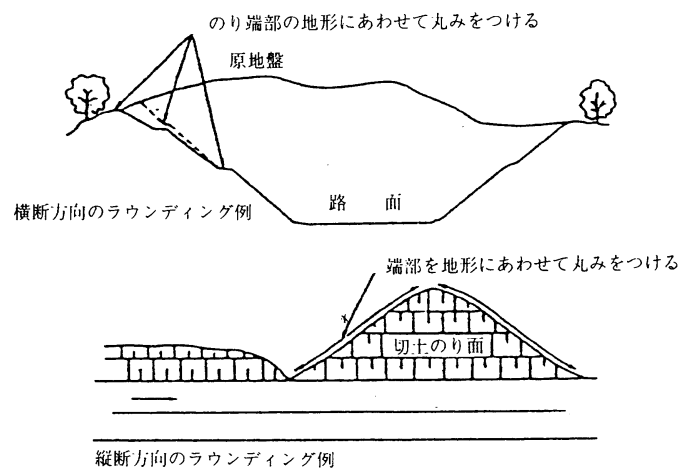 のり端部の地形にあわせて丸みをつける
原地盤
路 面
横断方向のラウンディング例
端部を地形にあわせて丸みをつける
切土のり面
縦断方向のラウンディング例